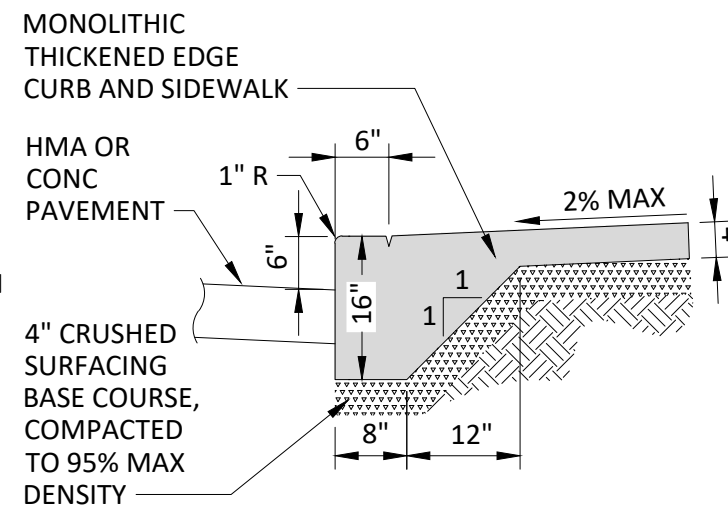 MONOLITHIC
THICKENED EDGE
CURB AND SIDEWALK
HMA OR
CONC
PAVEMENT
1" R
6"
2% MAX
6"
16"
1
1
4" CRUSHED
SURFACING
BASE COURSE,
COMPACTED
TO 95% MAX
DENSITY
8"
12"